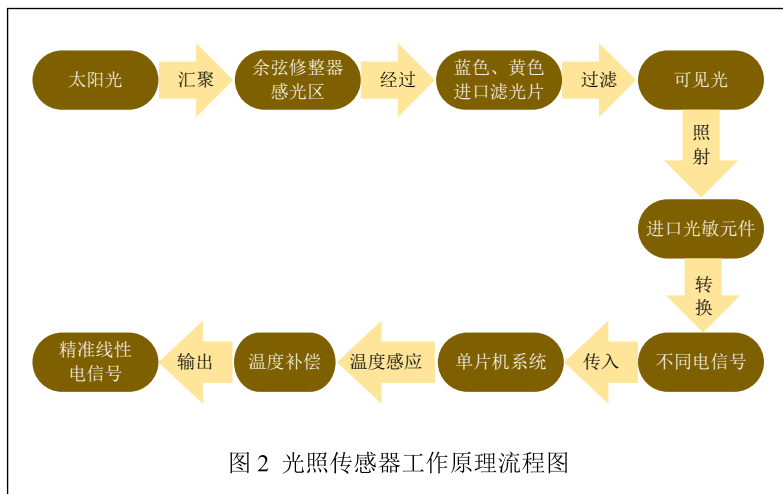 太阳光
汇聚
余弦修整器
感光区
经过
蓝色、黄色
进口滤光片
过滤
可见光
照
射
进口光敏元件
转
换
不同电信号
传入
单片机系统
温度感应
温度补偿
输出
精准线性
电信号
图 2 光照传感器工作原理流程图